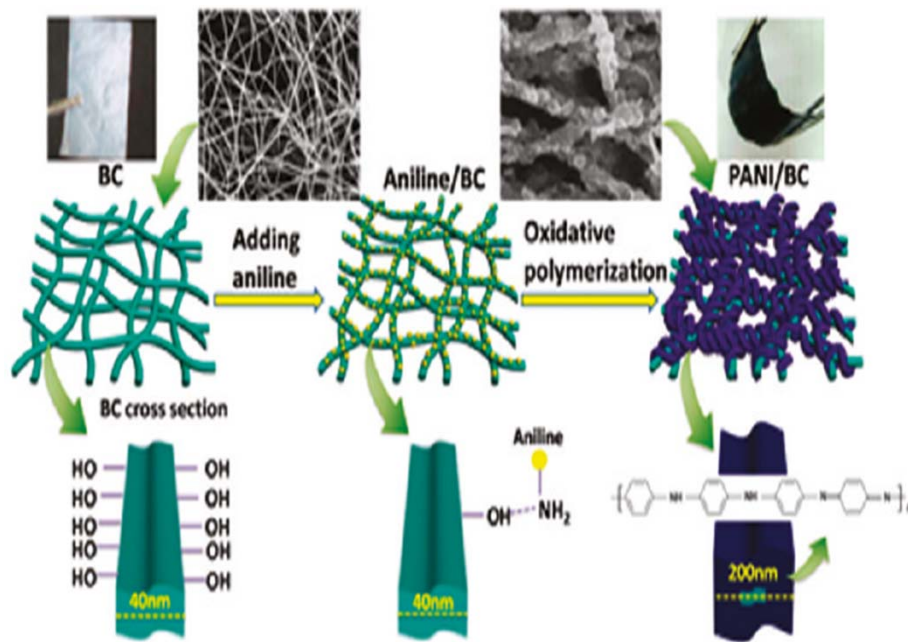 BC
Aniline/BC
PANI/BC
Adding
aniline
Oxidative
polymerization
BC cross section
HO
OH
HO
OH
HO
OH
HO
OH
HO
OH
40nm
Aniline
OH
NH₂
40nm
NH
NH
N
N
200nm